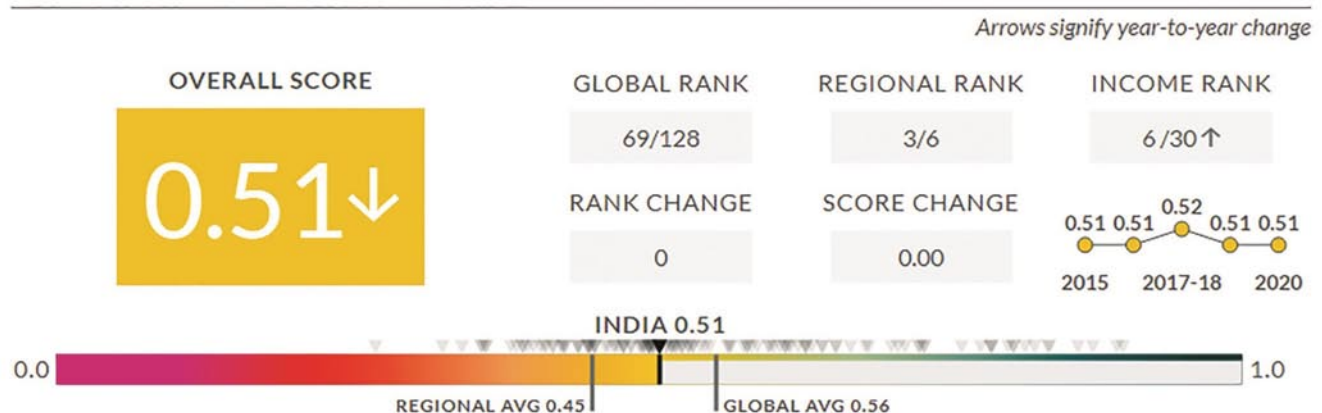 Arrows signify year-to-year change
OVERALL SCORE
0.51↓
GLOBAL RANK
69/128
REGIONAL RANK
3/6
INCOME RANK
6/30↑
RANK CHANGE
0
SCORE CHANGE
0.00
0.51 0.51 0.52 0.51 0.51
2015 2017-18 2020
INDIA 0.51
0.0 1.0
REGIONAL AVG 0.45 GLOBAL AVG 0.56